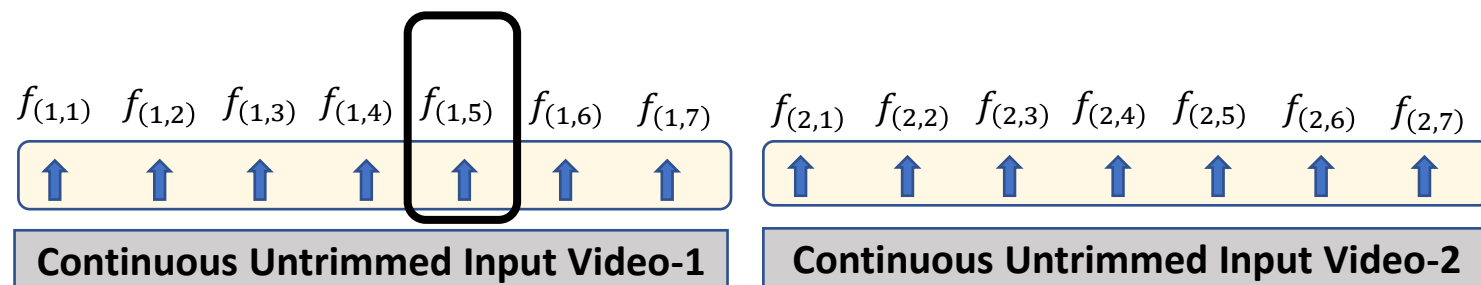 f(1,1) f(1,2) f(1,3) f(1,4) f(1,5) f(1,6) f(1,7) f(2,1) f(2,2) f(2,3) f(2,4) f(2,5) f(2,6) f(2,7)
Continuous Untrimmed Input Video-1 Continuous Untrimmed Input Video-2